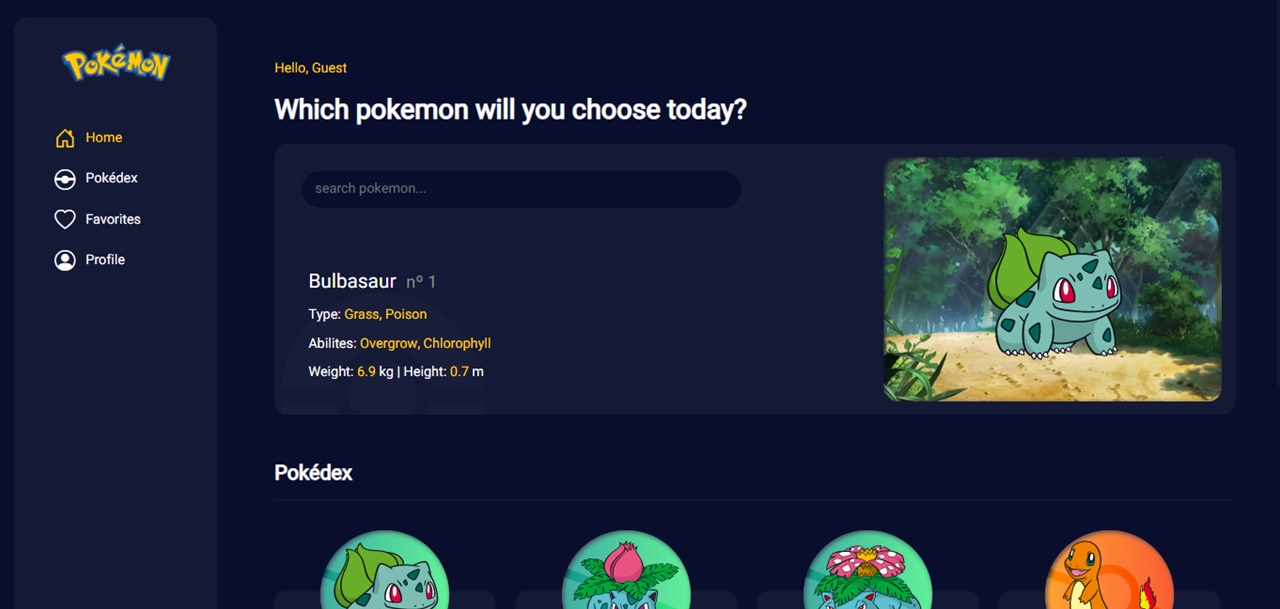 POKéMON
Home
Pokédex
Favorites
Profile
Hello, Guest
Which pokemon will you choose today?
search pokemon...
Bulbasaur nº 1
Type: Grass, Poison
Abilites: Overgrow, Chlorophyll
Weight: 6.9 kg | Height: 0.7 m
Pokédex